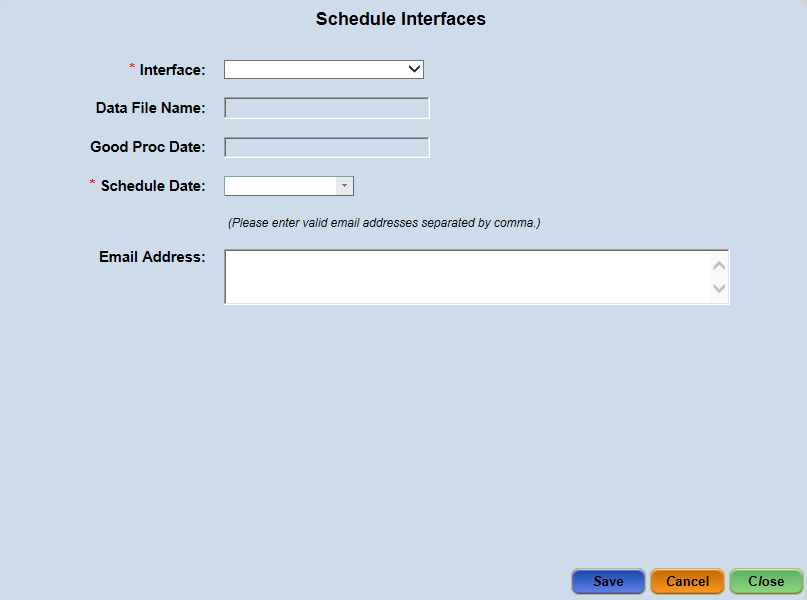 Schedule Interfaces
* Interface:
Data File Name:
Good Proc Date:
* Schedule Date:
(Please enter valid email addresses separated by comma.)
Email Address:
Save Cancel Close